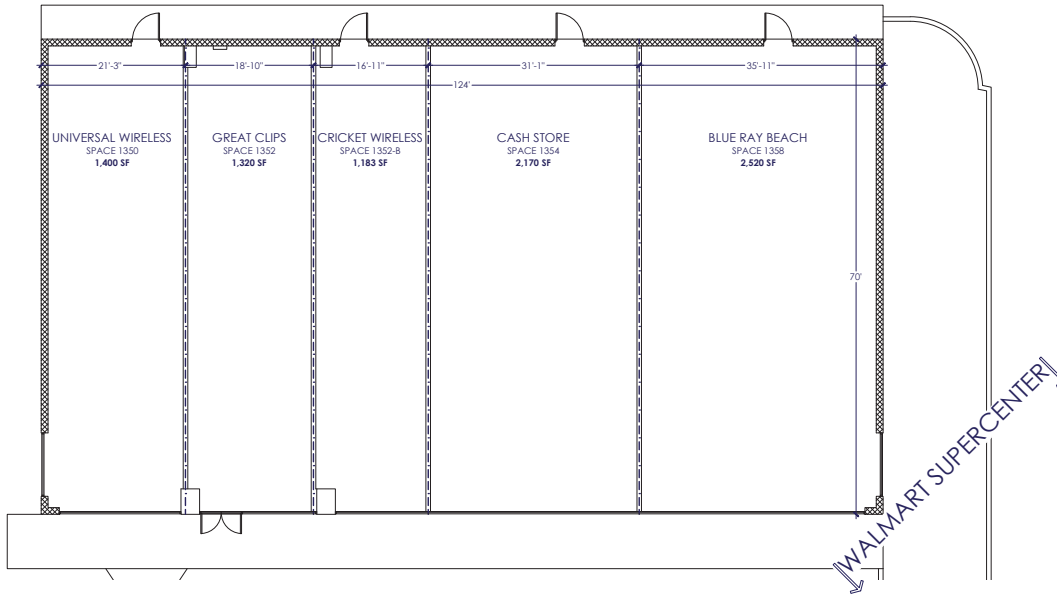 21'-3"
18'-10"
16'-11"
31'-1"
35'-11"
124'
UNIVERSAL WIRELESS
SPACE 1350
1,400 SF
GREAT CLIPS
SPACE 1352
1,320 SF
CRICKET WIRELESS
SPACE 1352-B
1,183 SF
CASH STORE
SPACE 1354
2,170 SF
BLUE RAY BEACH
SPACE 1358
2,520 SF
70'
WALMART SUPERCENTER